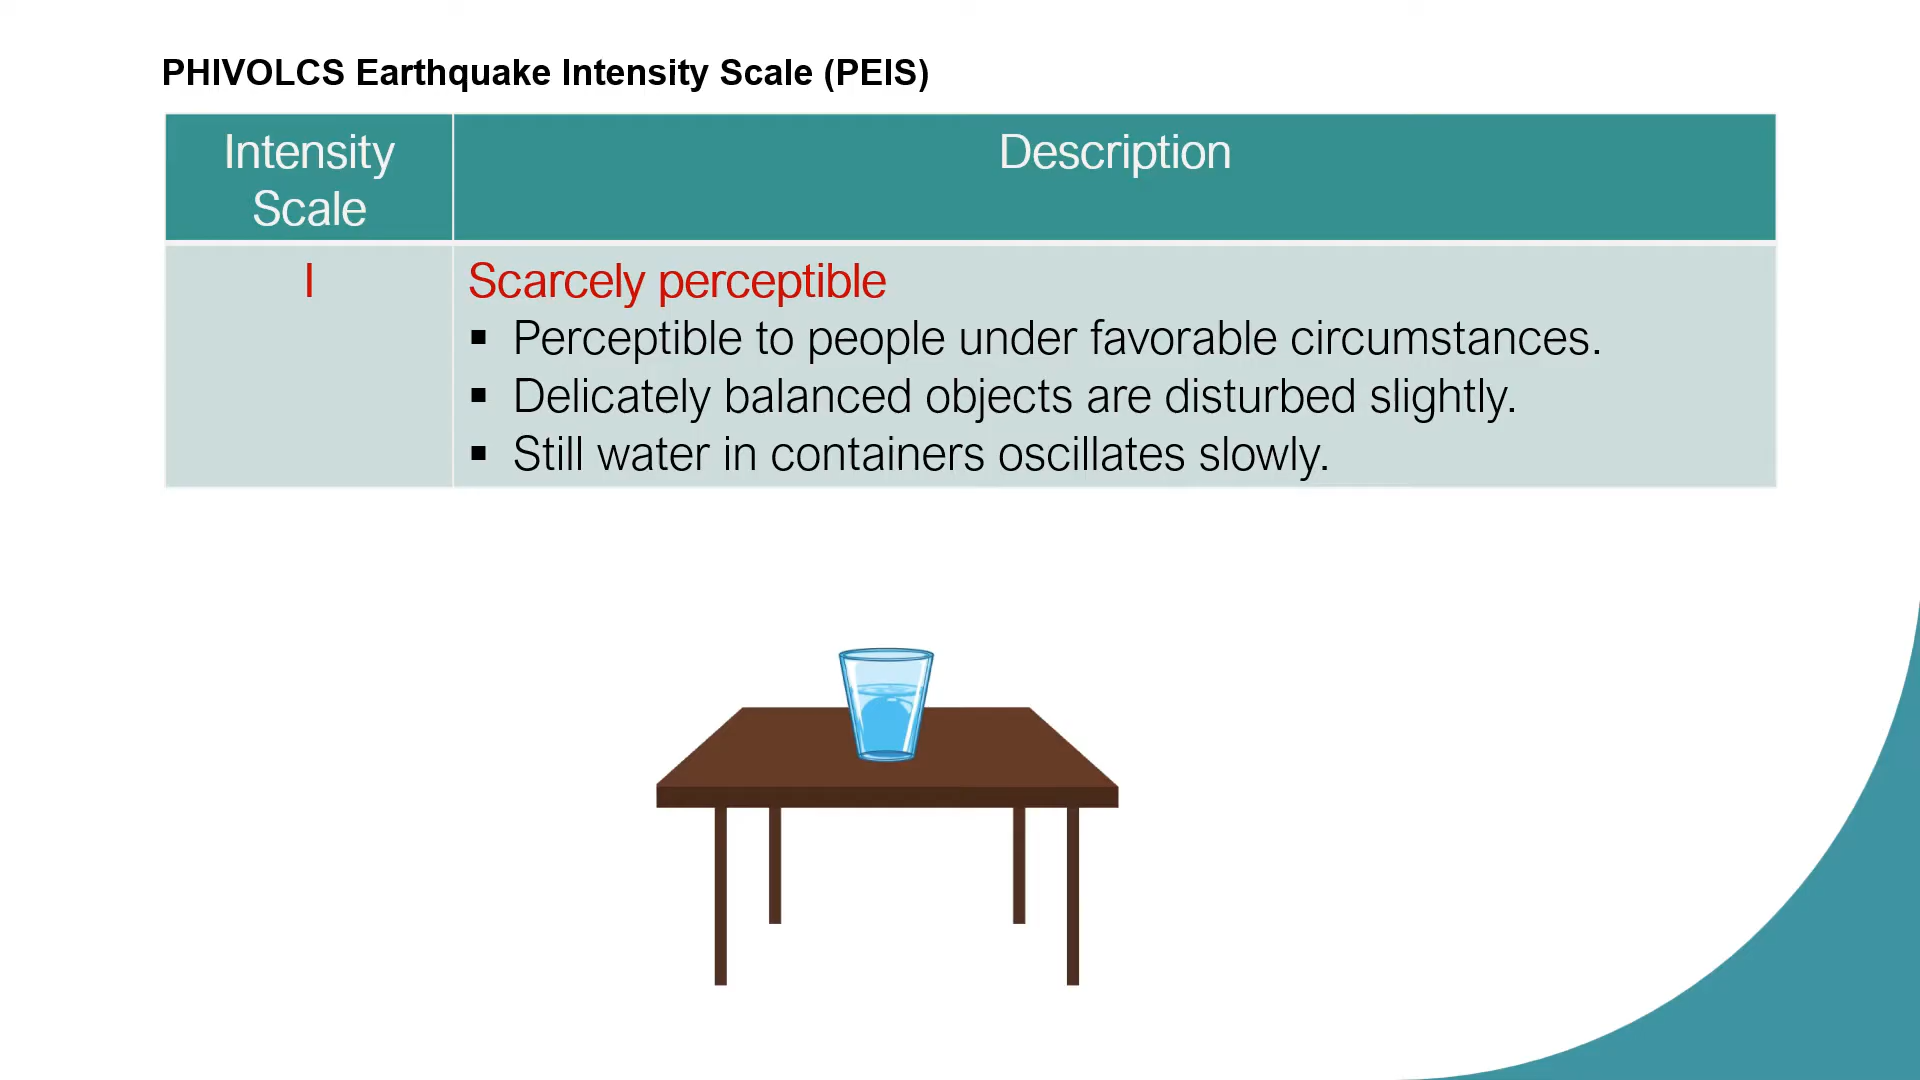 PHIVOLCS Earthquake Intensity Scale (PEIS)
Intensity
Scale
Description
I
Scarcely perceptible
▪ Perceptible to people under favorable circumstances.
▪ Delicately balanced objects are disturbed slightly.
▪ Still water in containers oscillates slowly.